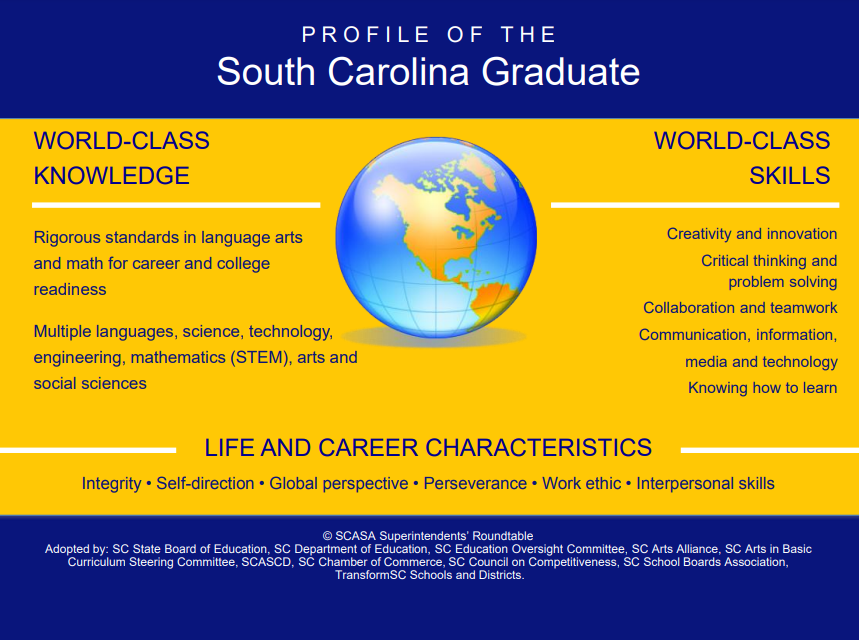 PROFILE OF THE
South Carolina Graduate
WORLD-CLASS
KNOWLEDGE
Rigorous standards in language arts
and math for career and college
readiness
Multiple languages, science, technology,
engineering, mathematics (STEM), arts and
social sciences
WORLD-CLASS
SKILLS
Creativity and innovation
Critical thinking and
problem solving
Collaboration and teamwork
Communication, information,
media and technology
Knowing how to learn
LIFE AND CAREER CHARACTERISTICS
Integrity • Self-direction • Global perspective • Perseverance • Work ethic • Interpersonal skills
© SCASA Superintendents' Roundtable
Adopted by: SC State Board of Education, SC Department of Education, SC Education Oversight Committee, SC Arts Alliance, SC Arts in Basic
Curriculum Steering Committee, SCASCD, SC Chamber of Commerce, SC Council on Competitiveness, SC School Boards Association,
TransformSC Schools and Districts.